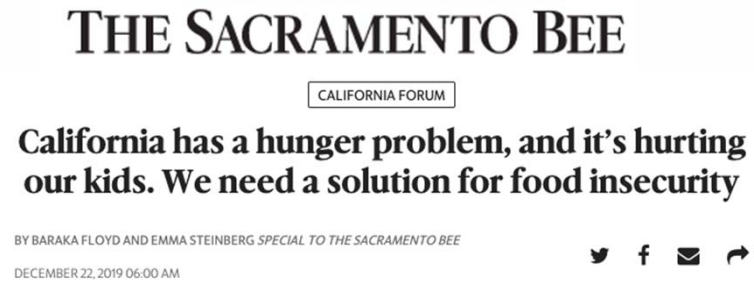 THE SACRAMENTO BEE
CALIFORNIA FORUM
California has a hunger problem, and it's hurting
our kids. We need a solution for food insecurity
BY BARAKA FLOYD AND EMMA STEINBERG SPECIAL TO THE SACRAMENTO BEE
DECEMBER 22, 2019 06:00 AM